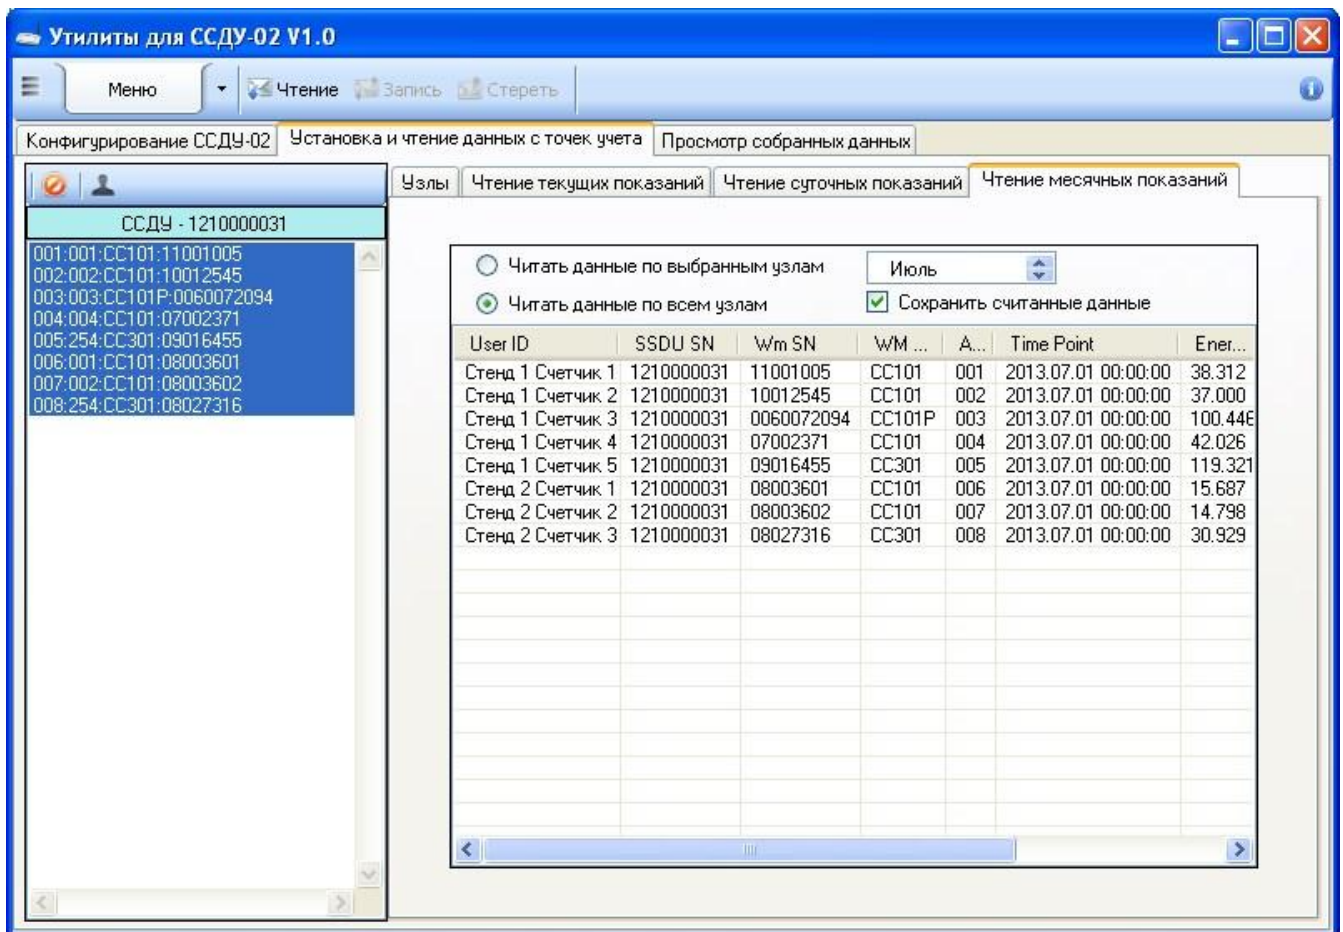 Утилиты для ССДУ-02 V1.0
Меню Чтение Запись Стереть
Конфигурирование ССДУ-02 Установка и чтение данных с точек учета Просмотр собранных данных
Узлы Чтение текущих показаний Чтение суточных показаний Чтение месячных показаний
ССДУ - 1210000031
001:001:CC101:11001005
002:002:CC101:10012545
003:003:CC101P:0060072094
004:004:CC101:07002371
005:254:CC301:09016455
006:001:CC101:08003601
007:002:CC101:08003602
008:254:CC301:08027316
Читать данные по выбранным узлам Июль
Читать данные по всем узлам Сохранить считанные данные
User ID SSDU SN Wm SN WM ... A... Time Point Ener...
Стенд 1 Счетчик 1 1210000031 11001005 CC101 001 2013.07.01 00:00:00 38.312
Стенд 1 Счетчик 2 1210000031 10012545 CC101 002 2013.07.01 00:00:00 37.000
Стенд 1 Счетчик 3 1210000031 0060072094 CC101P 003 2013.07.01 00:00:00 100.446
Стенд 1 Счетчик 4 1210000031 07002371 CC101 004 2013.07.01 00:00:00 42.026
Стенд 1 Счетчик 5 1210000031 09016455 CC301 005 2013.07.01 00:00:00 119.321
Стенд 2 Счетчик 1 1210000031 08003601 CC101 006 2013.07.01 00:00:00 15.687
Стенд 2 Счетчик 2 1210000031 08003602 CC101 007 2013.07.01 00:00:00 14.798
Стенд 2 Счетчик 3 1210000031 08027316 CC301 008 2013.07.01 00:00:00 30.929